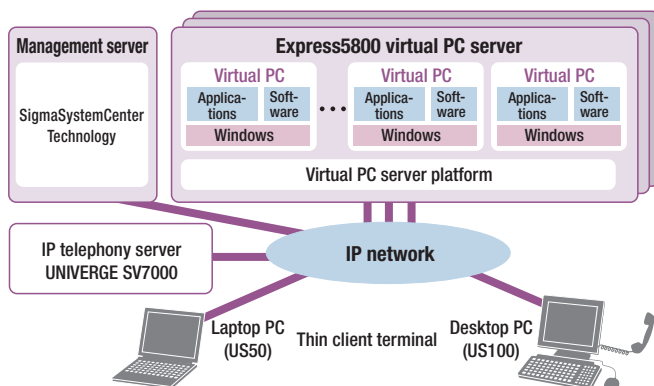 Management server
SigmaSystemCenter
Technology
Express5800 virtual PC server
Virtual PC
Applica-
tions
Soft-
ware
Windows
...
Virtual PC
Applica-
tions
Soft-
ware
Windows
Virtual PC
Applica-
tions
Soft-
ware
Windows
Virtual PC server platform
IP telephony server
UNIVERGE SV7000
IP network
Laptop PC
(US50)
Thin client terminal
Desktop PC
(US100)